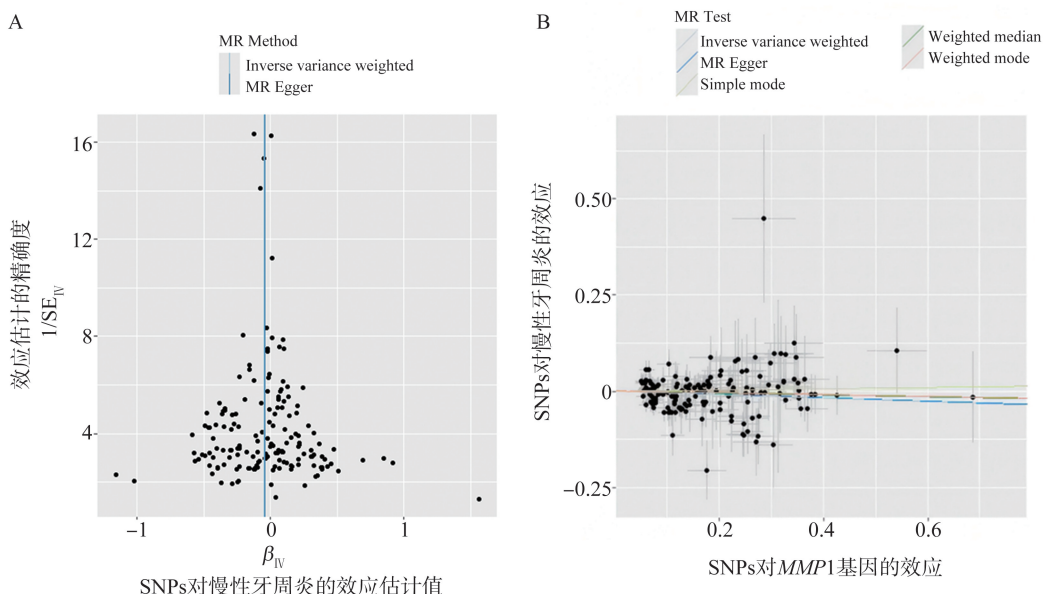 A
MR Method
Inverse variance weighted
MR Egger
效应估计的精确度
1/SE_IV
16
12
8
4
−1
0
1
β_IV
SNPs对慢性牙周炎的效应估计值
B
MR Test
Inverse variance weighted
MR Egger
Simple mode
Weighted median
Weighted mode
SNPs对慢性牙周炎的效应
0.50
0.25
0
−0.25
0.2
0.4
0.6
SNPs对MMP1基因的效应